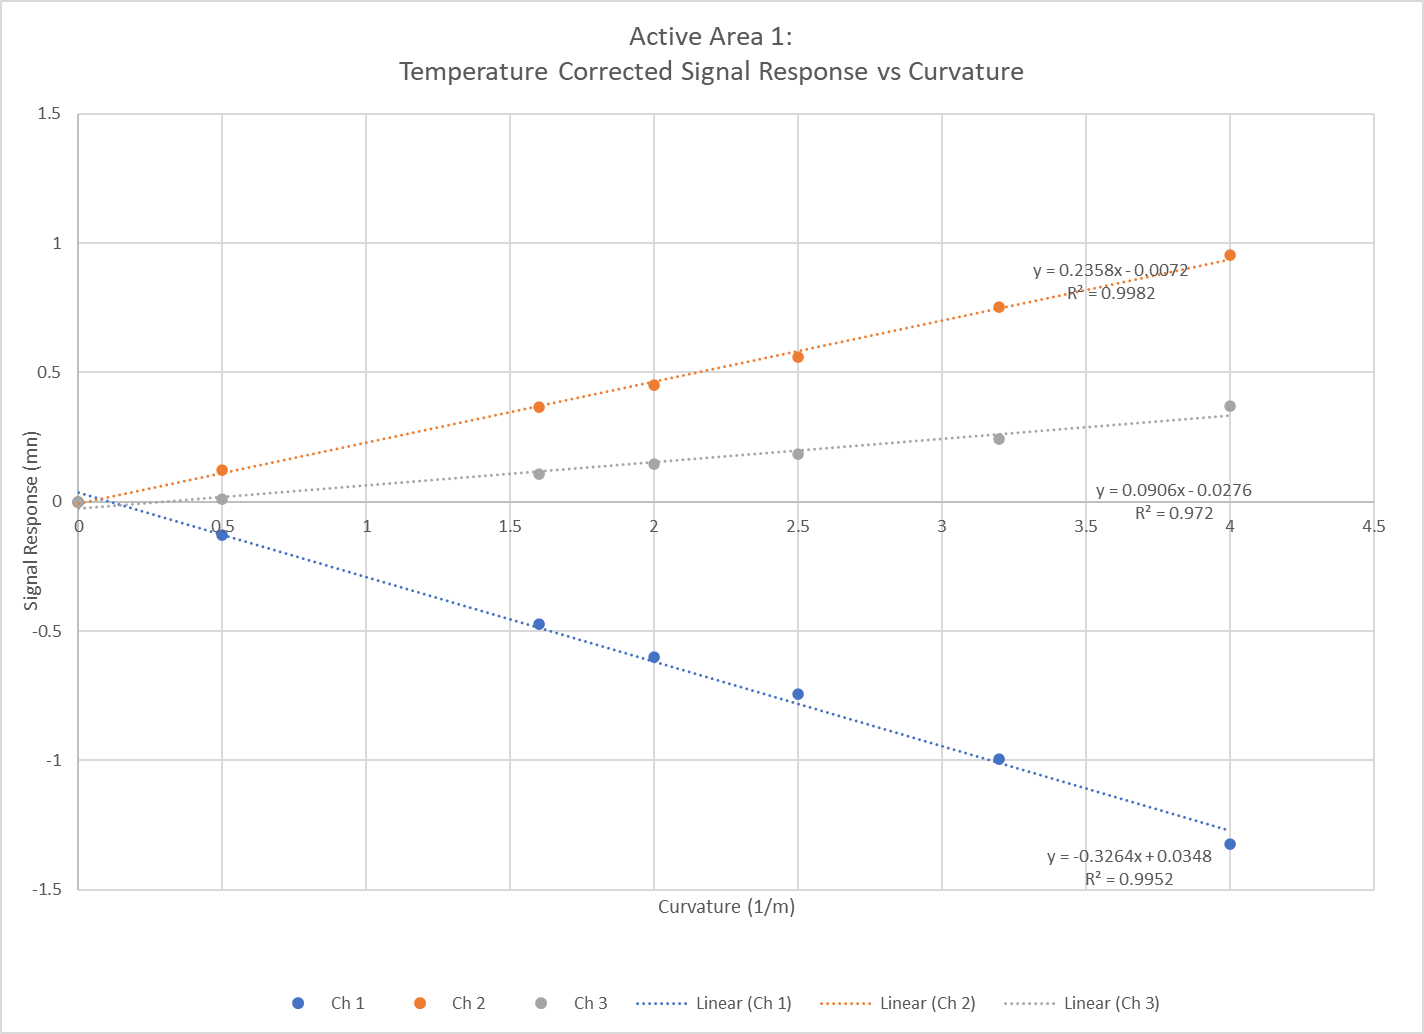 Active Area 1:
Temperature Corrected Signal Response vs Curvature
1.5
1
0.5
0
-0.5
-1
-1.5
Signal Response (mn)
0
0.5
1
1.5
2
2.5
3
3.5
4
4.5
Curvature (1/m)
y = 0.2358x - 0.0072
R² = 0.9982
y = 0.0906x - 0.0276
R² = 0.972
y = -0.3264x + 0.0348
R² = 0.9952
Ch 1
Ch 2
Ch 3
Linear (Ch 1)
Linear (Ch 2)
Linear (Ch 3)